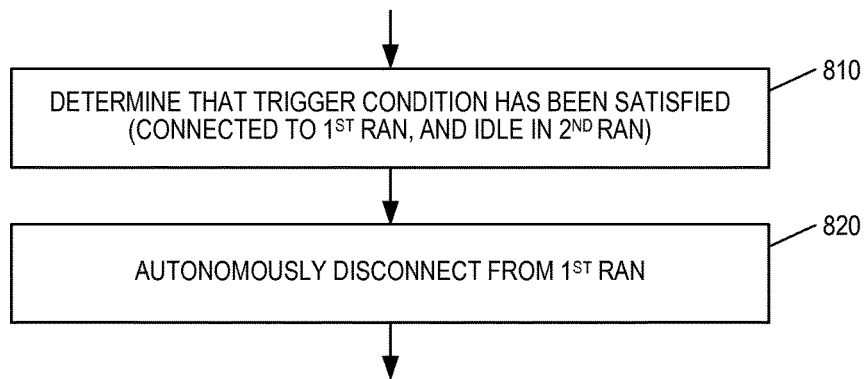 DETERMINE THAT TRIGGER CONDITION HAS BEEN SATISFIED
(CONNECTED TO 1ST RAN, AND IDLE IN 2ND RAN)
810
AUTONOMOUSLY DISCONNECT FROM 1ST RAN
820